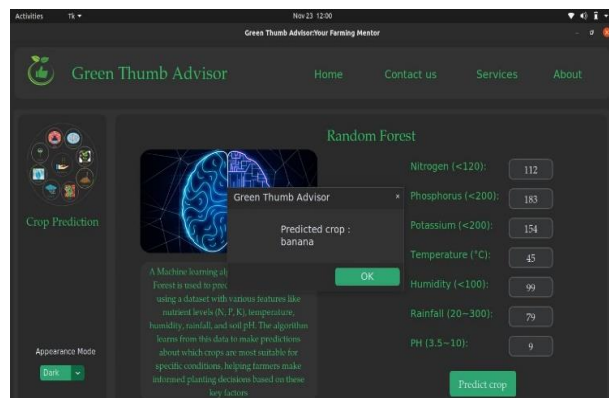 Activities
Tk
Nov 23 12:00
Green Thumb Advisor:Your Farming Mentor
Green Thumb Advisor
Home
Contact us
Services
About
Crop Prediction
Appearance Mode
Dark
Random Forest
A Machine learning
Forest is used to
using a dataset with various features like
nutrient levels (N, P, K), temperature,
humidity, rainfall, and soil pH. The algorithm
learns from this data to make predictions
about which crops are most suitable for
specific conditions, helping farmers make
informed planting decisions based on these
key factors
Green Thumb Advisor ×
Predicted crop :
banana
OK
Nitrogen (<120): 112
Phosphorus (<200): 183
Potassium (<200): 154
Temperature (°C): 45
Humidity (<100): 99
Rainfall (20~300): 79
PH (3.5~10): 9
Predict crop